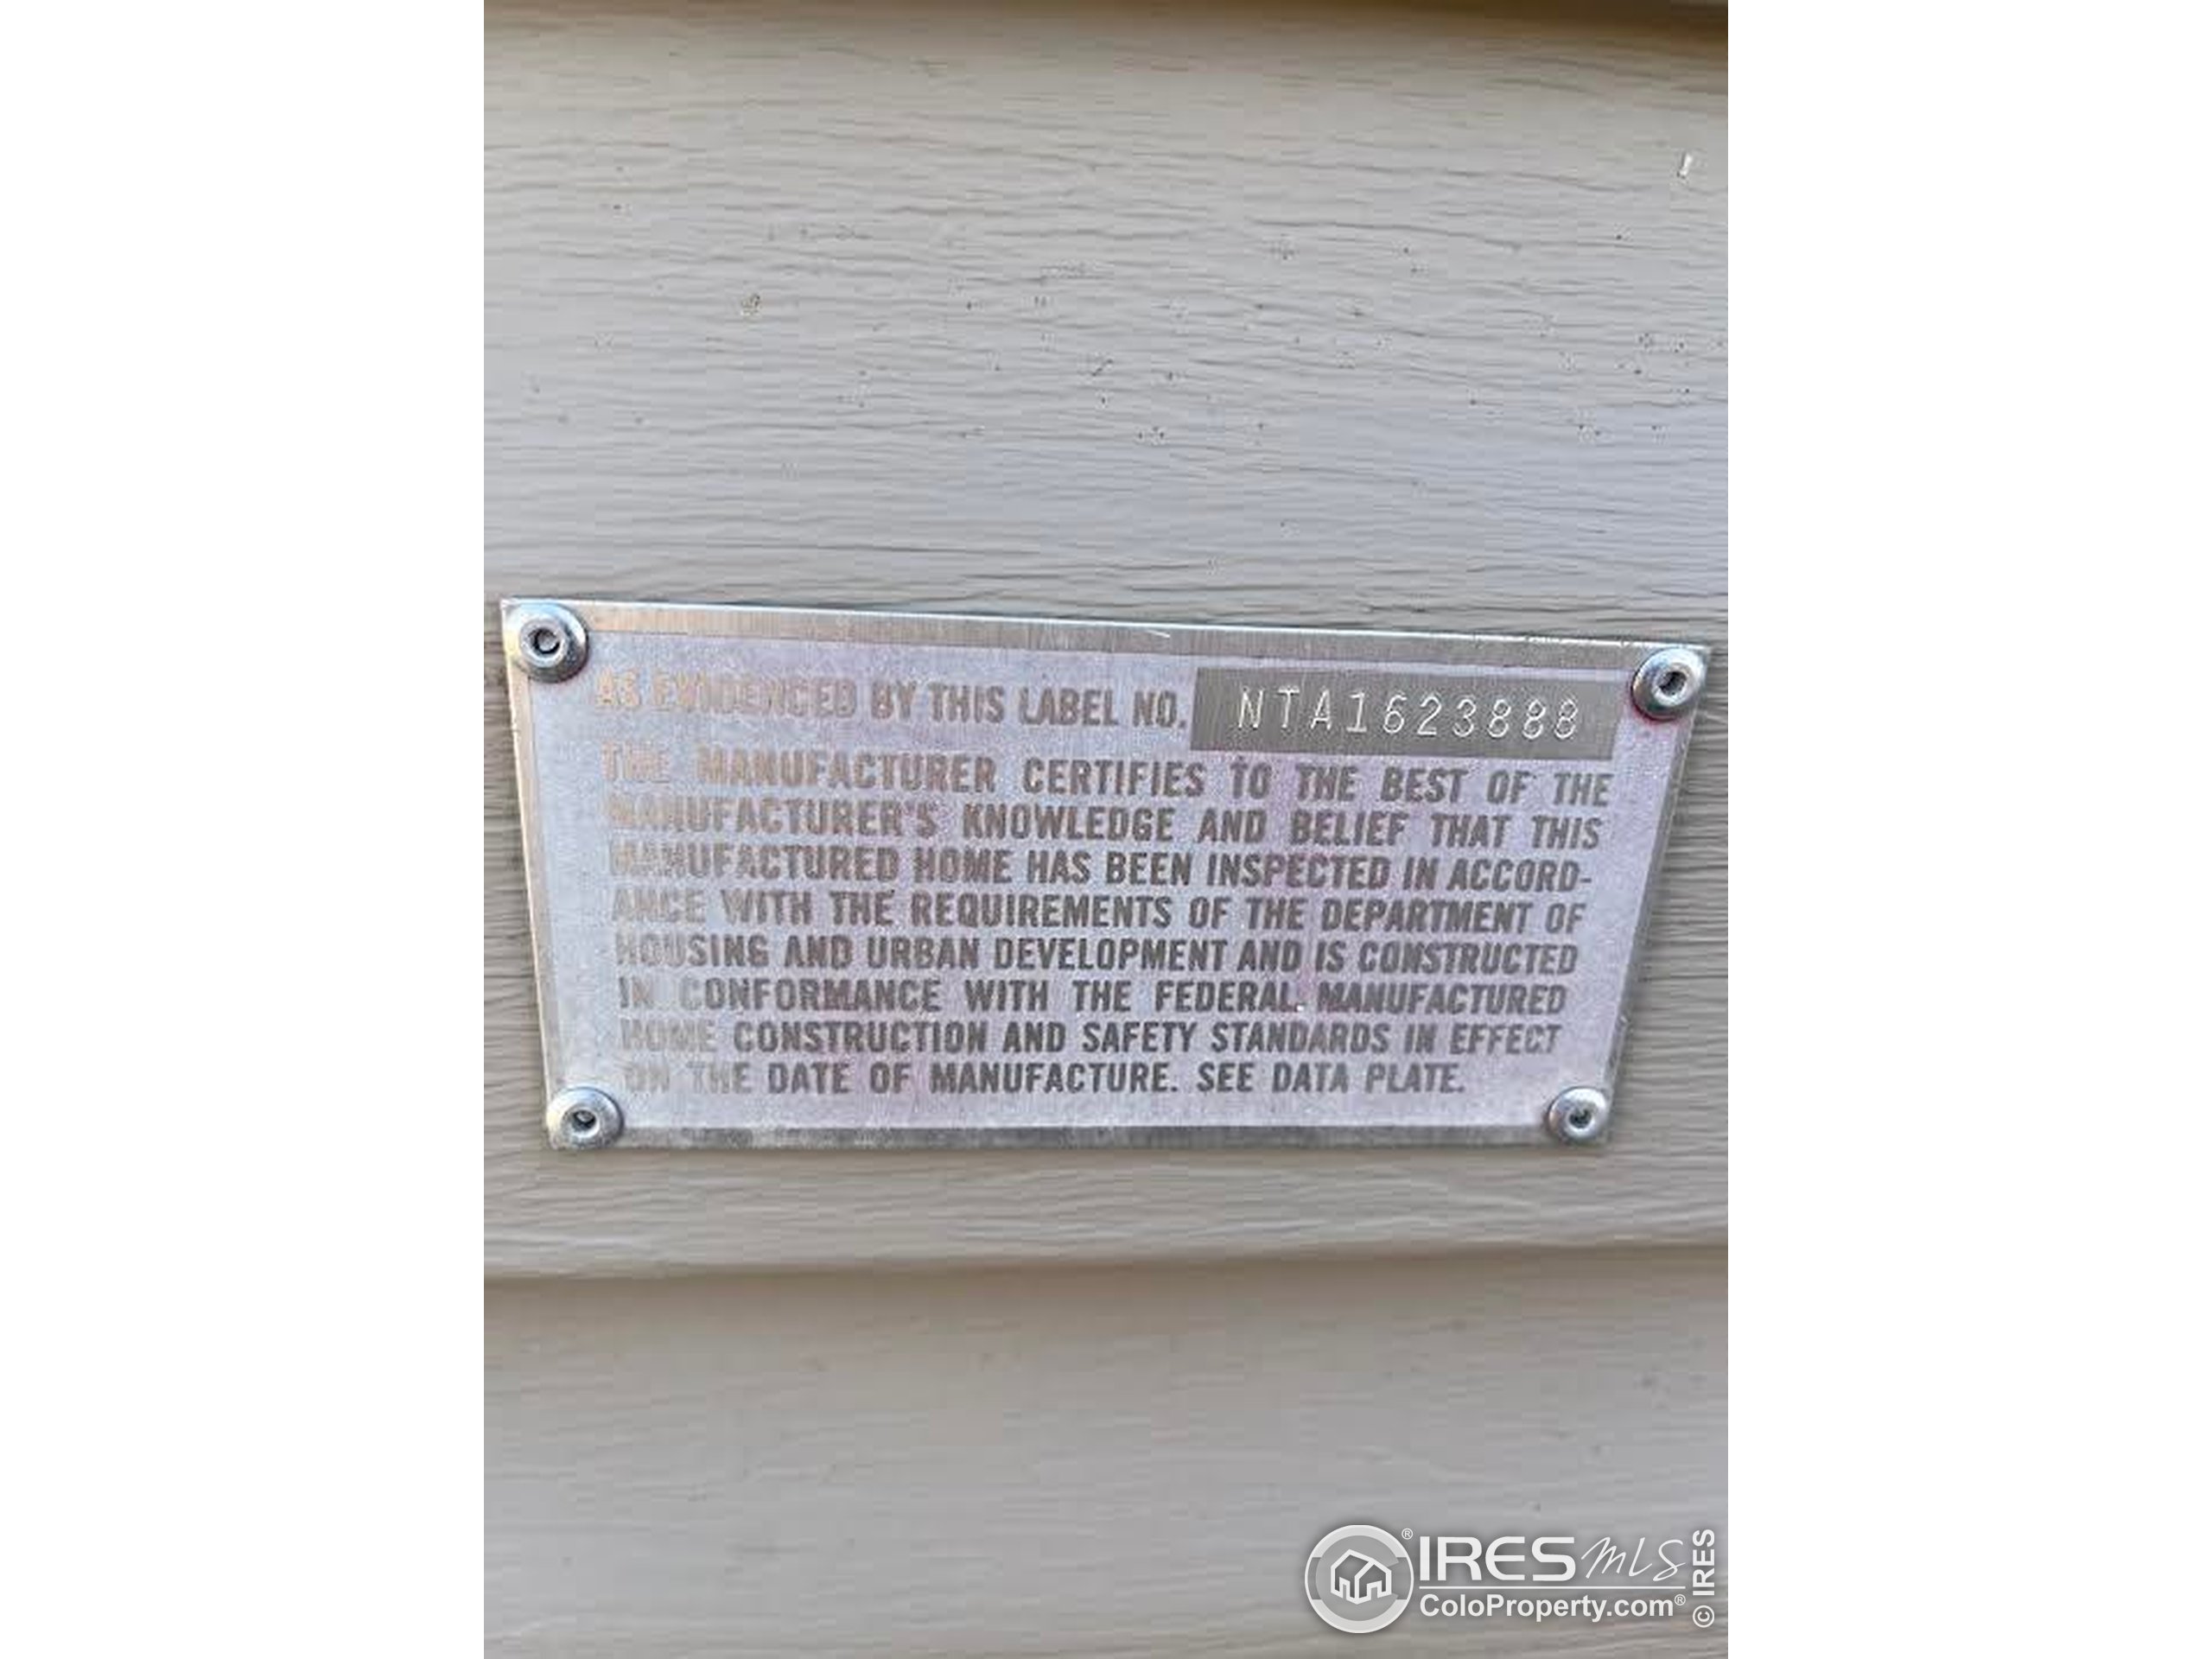 AS EVIDENCED BY THIS LABEL NO. NTA1623888
THE MANUFACTURER CERTIFIES TO THE BEST OF THE
MANUFACTURER'S KNOWLEDGE AND BELIEF THAT THIS
MANUFACTURED HOME HAS BEEN INSPECTED IN ACCORD-
ANCE WITH THE REQUIREMENTS OF THE DEPARTMENT OF
HOUSING AND URBAN DEVELOPMENT AND IS CONSTRUCTED
IN CONFORMANCE WITH THE FEDERAL MANUFACTURED
HOME CONSTRUCTION AND SAFETY STANDARDS IN EFFECT
ON THE DATE OF MANUFACTURE. SEE DATA PLATE.
® IRES MLS
ColoProperty.com®
© IRES